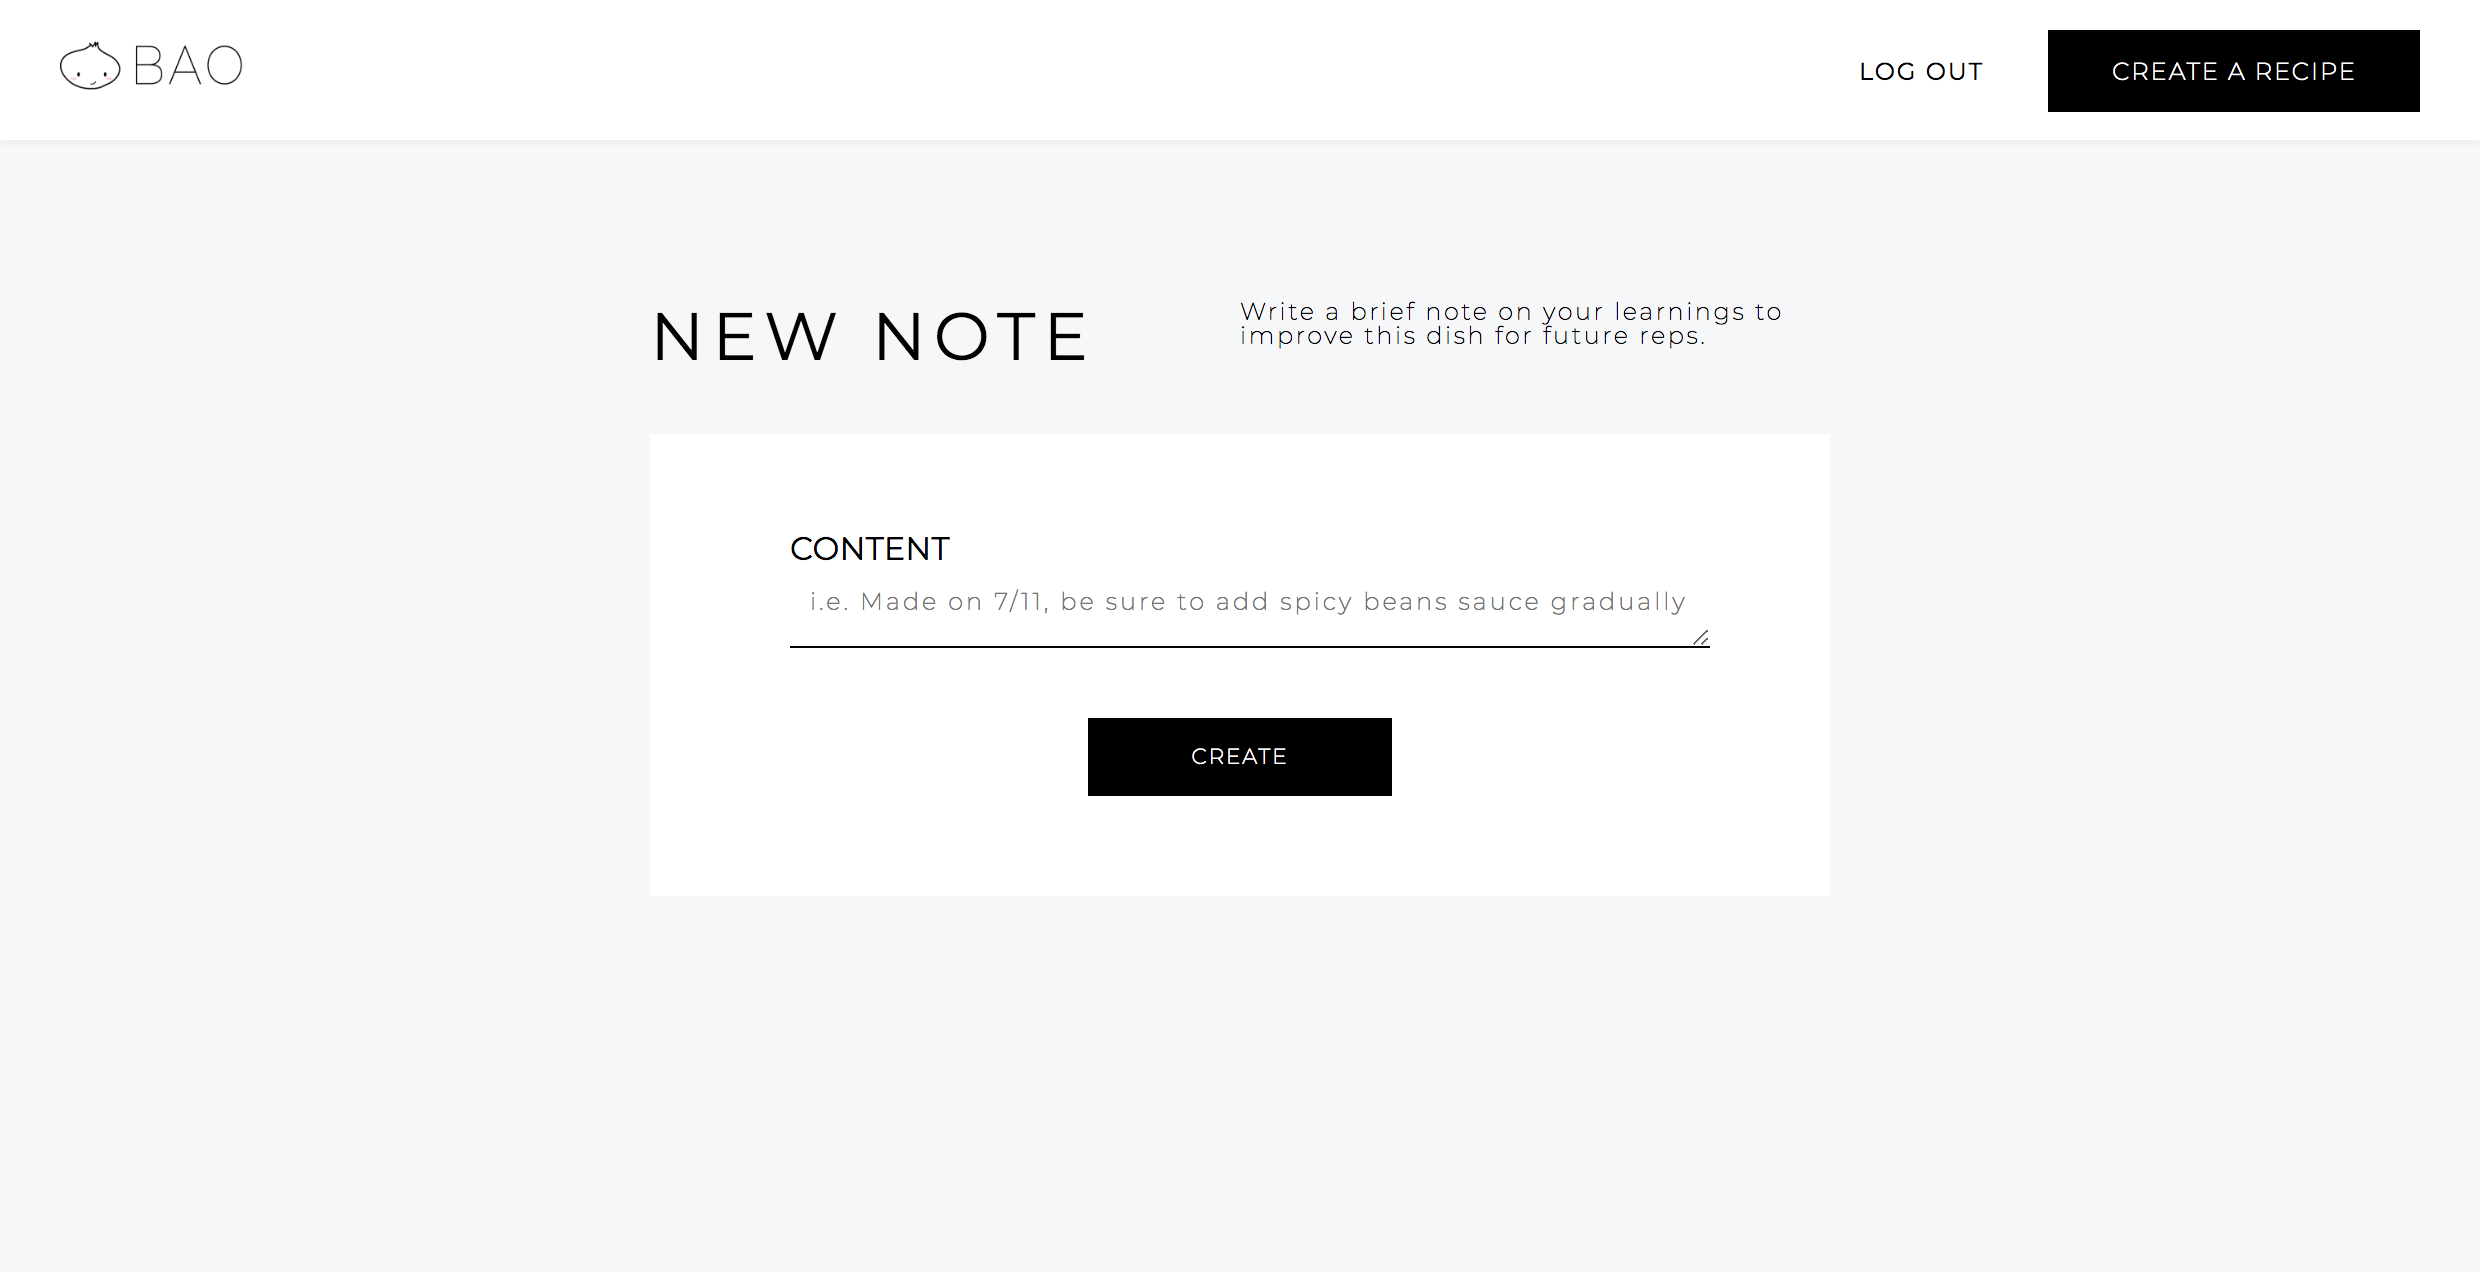 BAO
LOG OUT
CREATE A RECIPE
NEW NOTE
Write a brief note on your learnings to
improve this dish for future reps.
CONTENT
i.e. Made on 7/11, be sure to add spicy beans sauce gradually
CREATE